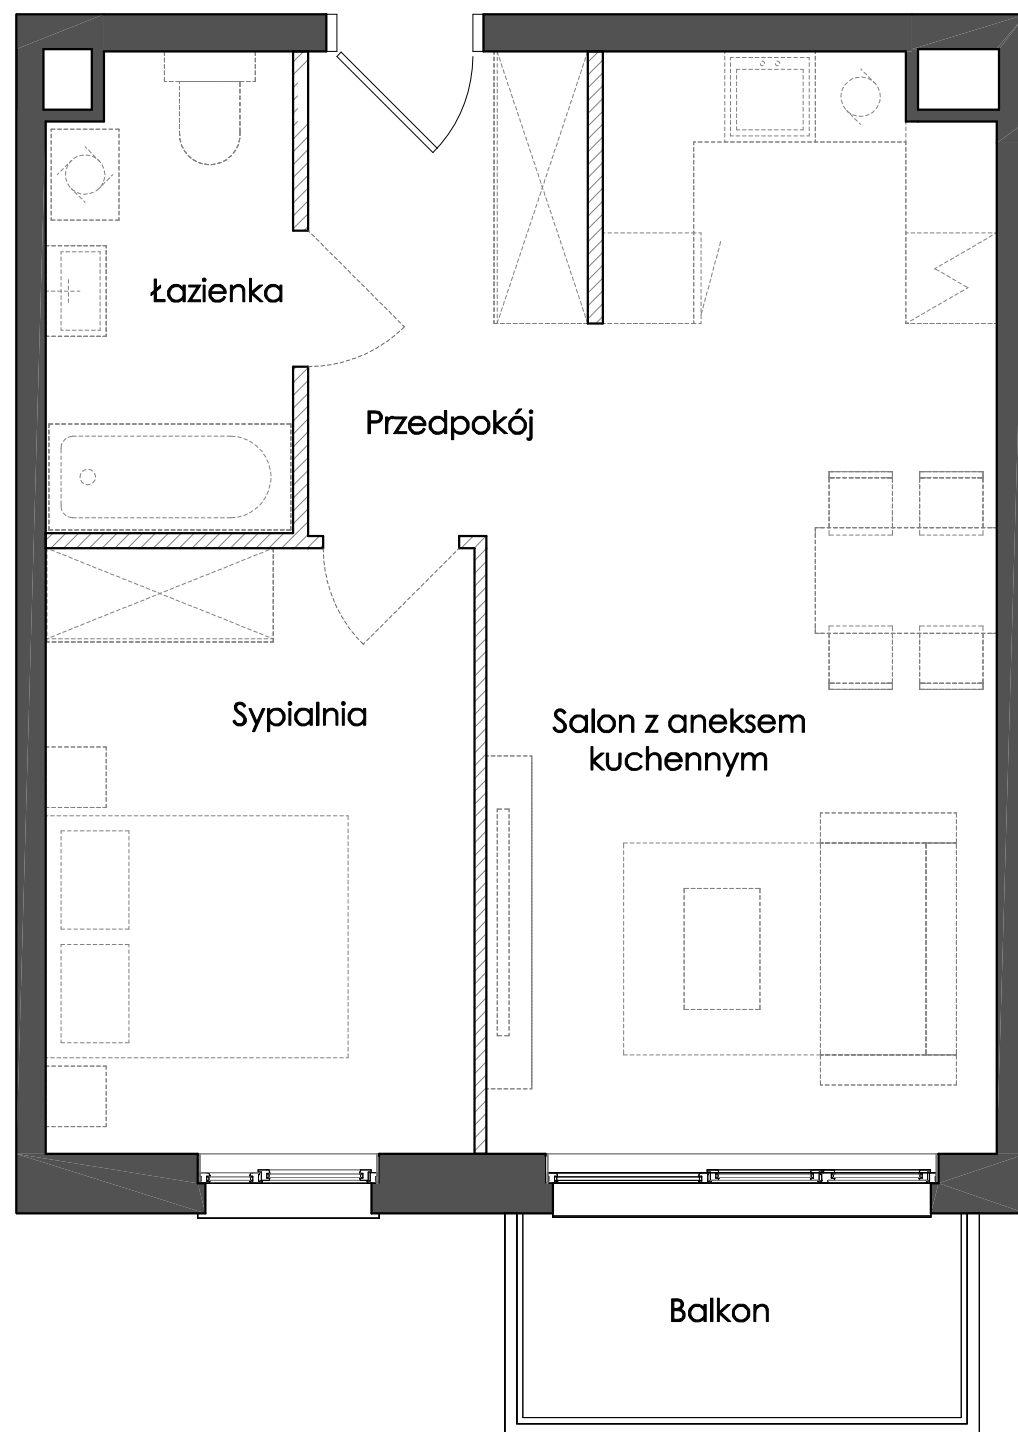 Łazienka
Przedpokój
Sypialnia
Salon z aneksem
kuchennym
Balkon